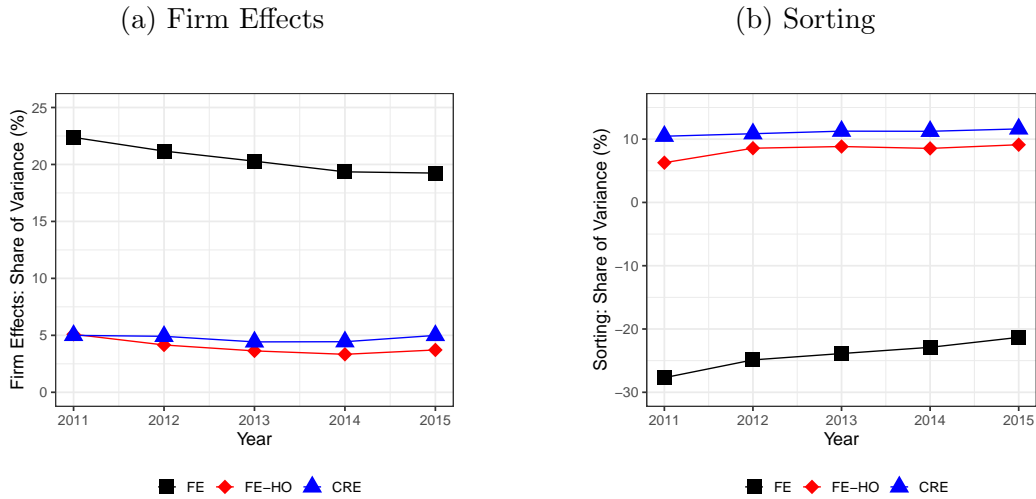 (a) Firm Effects
Firm Effects: Share of Variance (%)
25
20
15
10
5
0
2011 2012 2013 2014 2015
Year
FE FE−HO CRE
(b) Sorting
Sorting: Share of Variance (%)
10
0
−10
−20
−30
2011 2012 2013 2014 2015
Year
FE FE−HO CRE